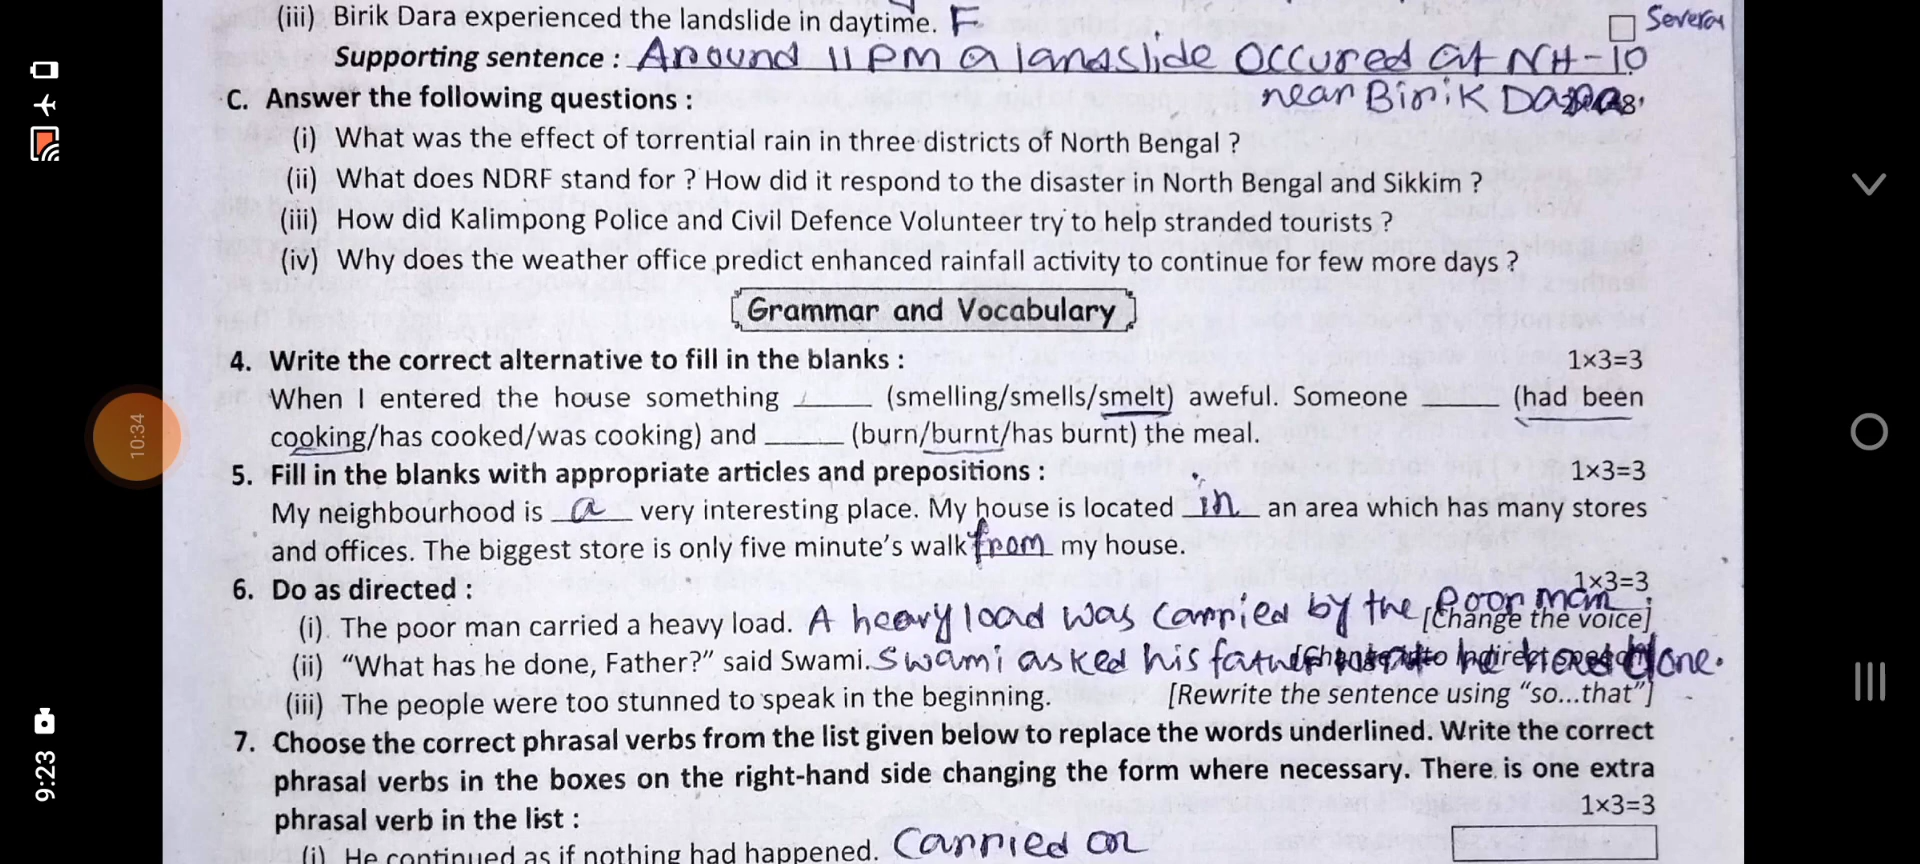 (iii) Birik Dara experienced the landslide in daytime. F
Several
Supporting sentence : Around 11 PM a landslide occured at NH-10
C. Answer the following questions : near Birik Dara
(i) What was the effect of torrential rain in three districts of North Bengal ?
(ii) What does NDRF stand for ? How did it respond to the disaster in North Bengal and Sikkim ?
(iii) How did Kalimpong Police and Civil Defence Volunteer try to help stranded tourists ?
(iv) Why does the weather office predict enhanced rainfall activity to continue for few more days ?
Grammar and Vocabulary
4. Write the correct alternative to fill in the blanks : 1×3=3
When I entered the house something ______ (smelling/smells/smelt) aweful. Someone ______ (had been
cooking/has cooked/was cooking) and ______ (burn/burnt/has burnt) the meal.
5. Fill in the blanks with appropriate articles and prepositions : 1×3=3
My neighbourhood is a very interesting place. My house is located in an area which has many stores
and offices. The biggest store is only five minute's walk from my house.
6. Do as directed : 1×3=3
(i) The poor man carried a heavy load. A heavy load was carried by the poor man [Change the voice]
(ii) "What has he done, Father?" said Swami. Swami asked his father he done.
(iii) The people were too stunned to speak in the beginning. [Rewrite the sentence using "so...that"]
7. Choose the correct phrasal verbs from the list given below to replace the words underlined. Write the correct
phrasal verbs in the boxes on the right-hand side changing the form where necessary. There is one extra
phrasal verb in the list : 1×3=3
(i) He continued as if nothing had happened. Carried on
10:34
9:23